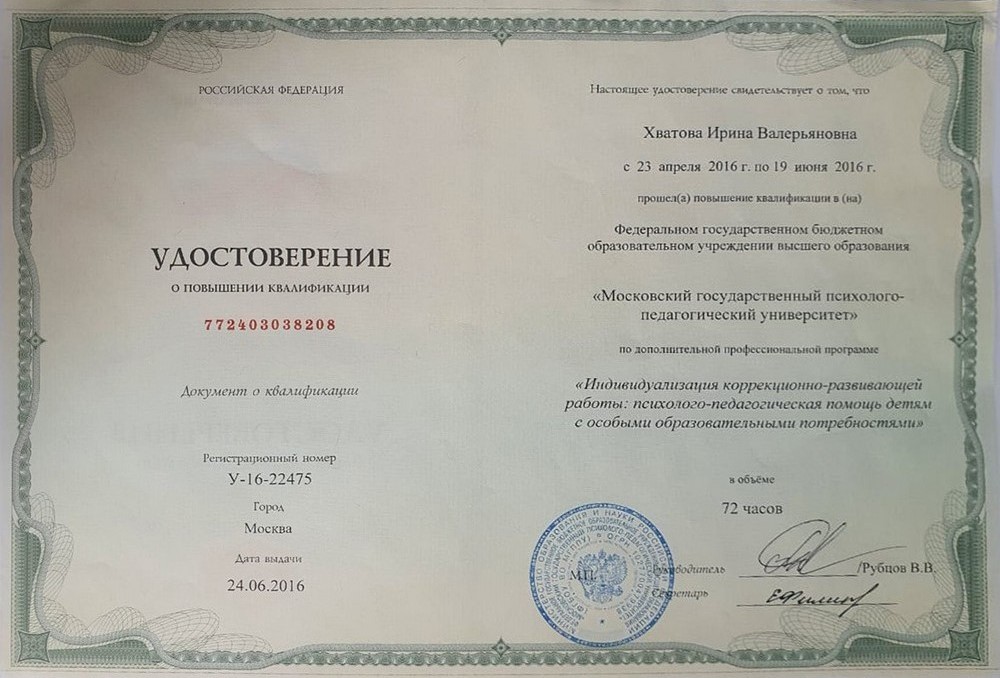 РОССИЙСКАЯ ФЕДЕРАЦИЯ
УДОСТОВЕРЕНИЕ
О ПОВЫШЕНИИ КВАЛИФИКАЦИИ
772403038208
Документ о квалификации
Регистрационный номер
У-16-22475
Город
Москва
Дата выдачи
24.06.2016
Настоящее удостоверение свидетельствует о том, что
Хватова Ирина Валерьяновна
с 23 апреля 2016 г. по 19 июня 2016 г.
прошел(а) повышение квалификации в (на)
Федеральном государственном бюджетном
образовательном учреждении высшего образования
«Московский государственный психолого-
педагогический университет»
по дополнительной профессиональной программе
«Индивидуализация коррекционно-развивающей
работы: психолого-педагогическая помощь детям
с особыми образовательными потребностями»
в объёме
72 часов
М.П.
Руководитель /Рубцов В.В.
Секретарь